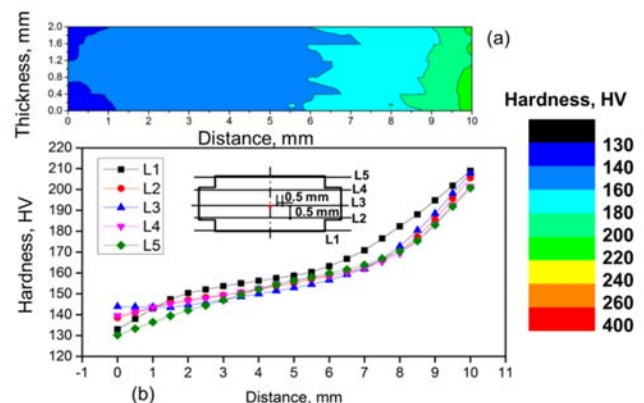 Thickness, mm
2.0
1.6
1.2
0.8
0.4
0.0
(a)
0 1 2 3 4 5 6 7 8 9 10
Distance, mm
Hardness, HV
130
140
160
180
200
220
240
260
400
Hardness, HV
220
210
200
190
180
170
160
150
140
130
120
L1
L2
L3
L4
L5
L5
L4
L3
L2
L1
0.5 mm
0.5 mm
-1 0 1 2 3 4 5 6 7 8 9 10 11
(b)
Distance, mm